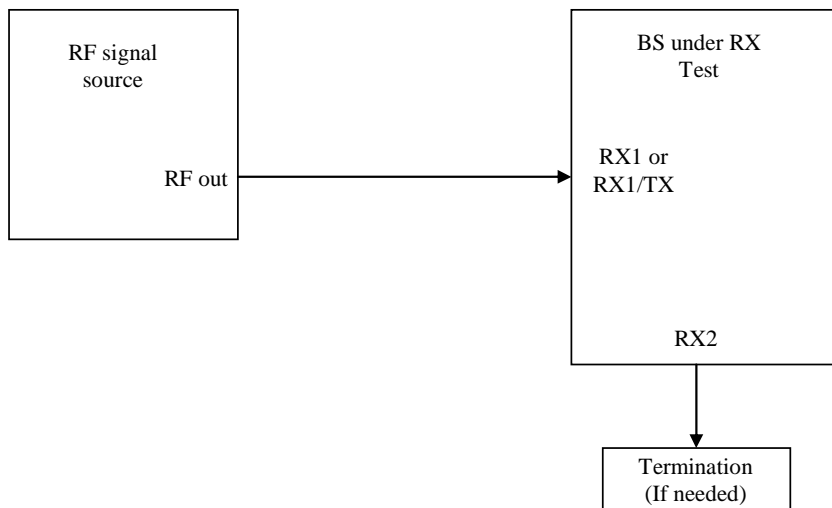 RF signal
source
RF out
BS under RX
Test
RX1 or
RX1/TX
RX2
Termination
(If needed)